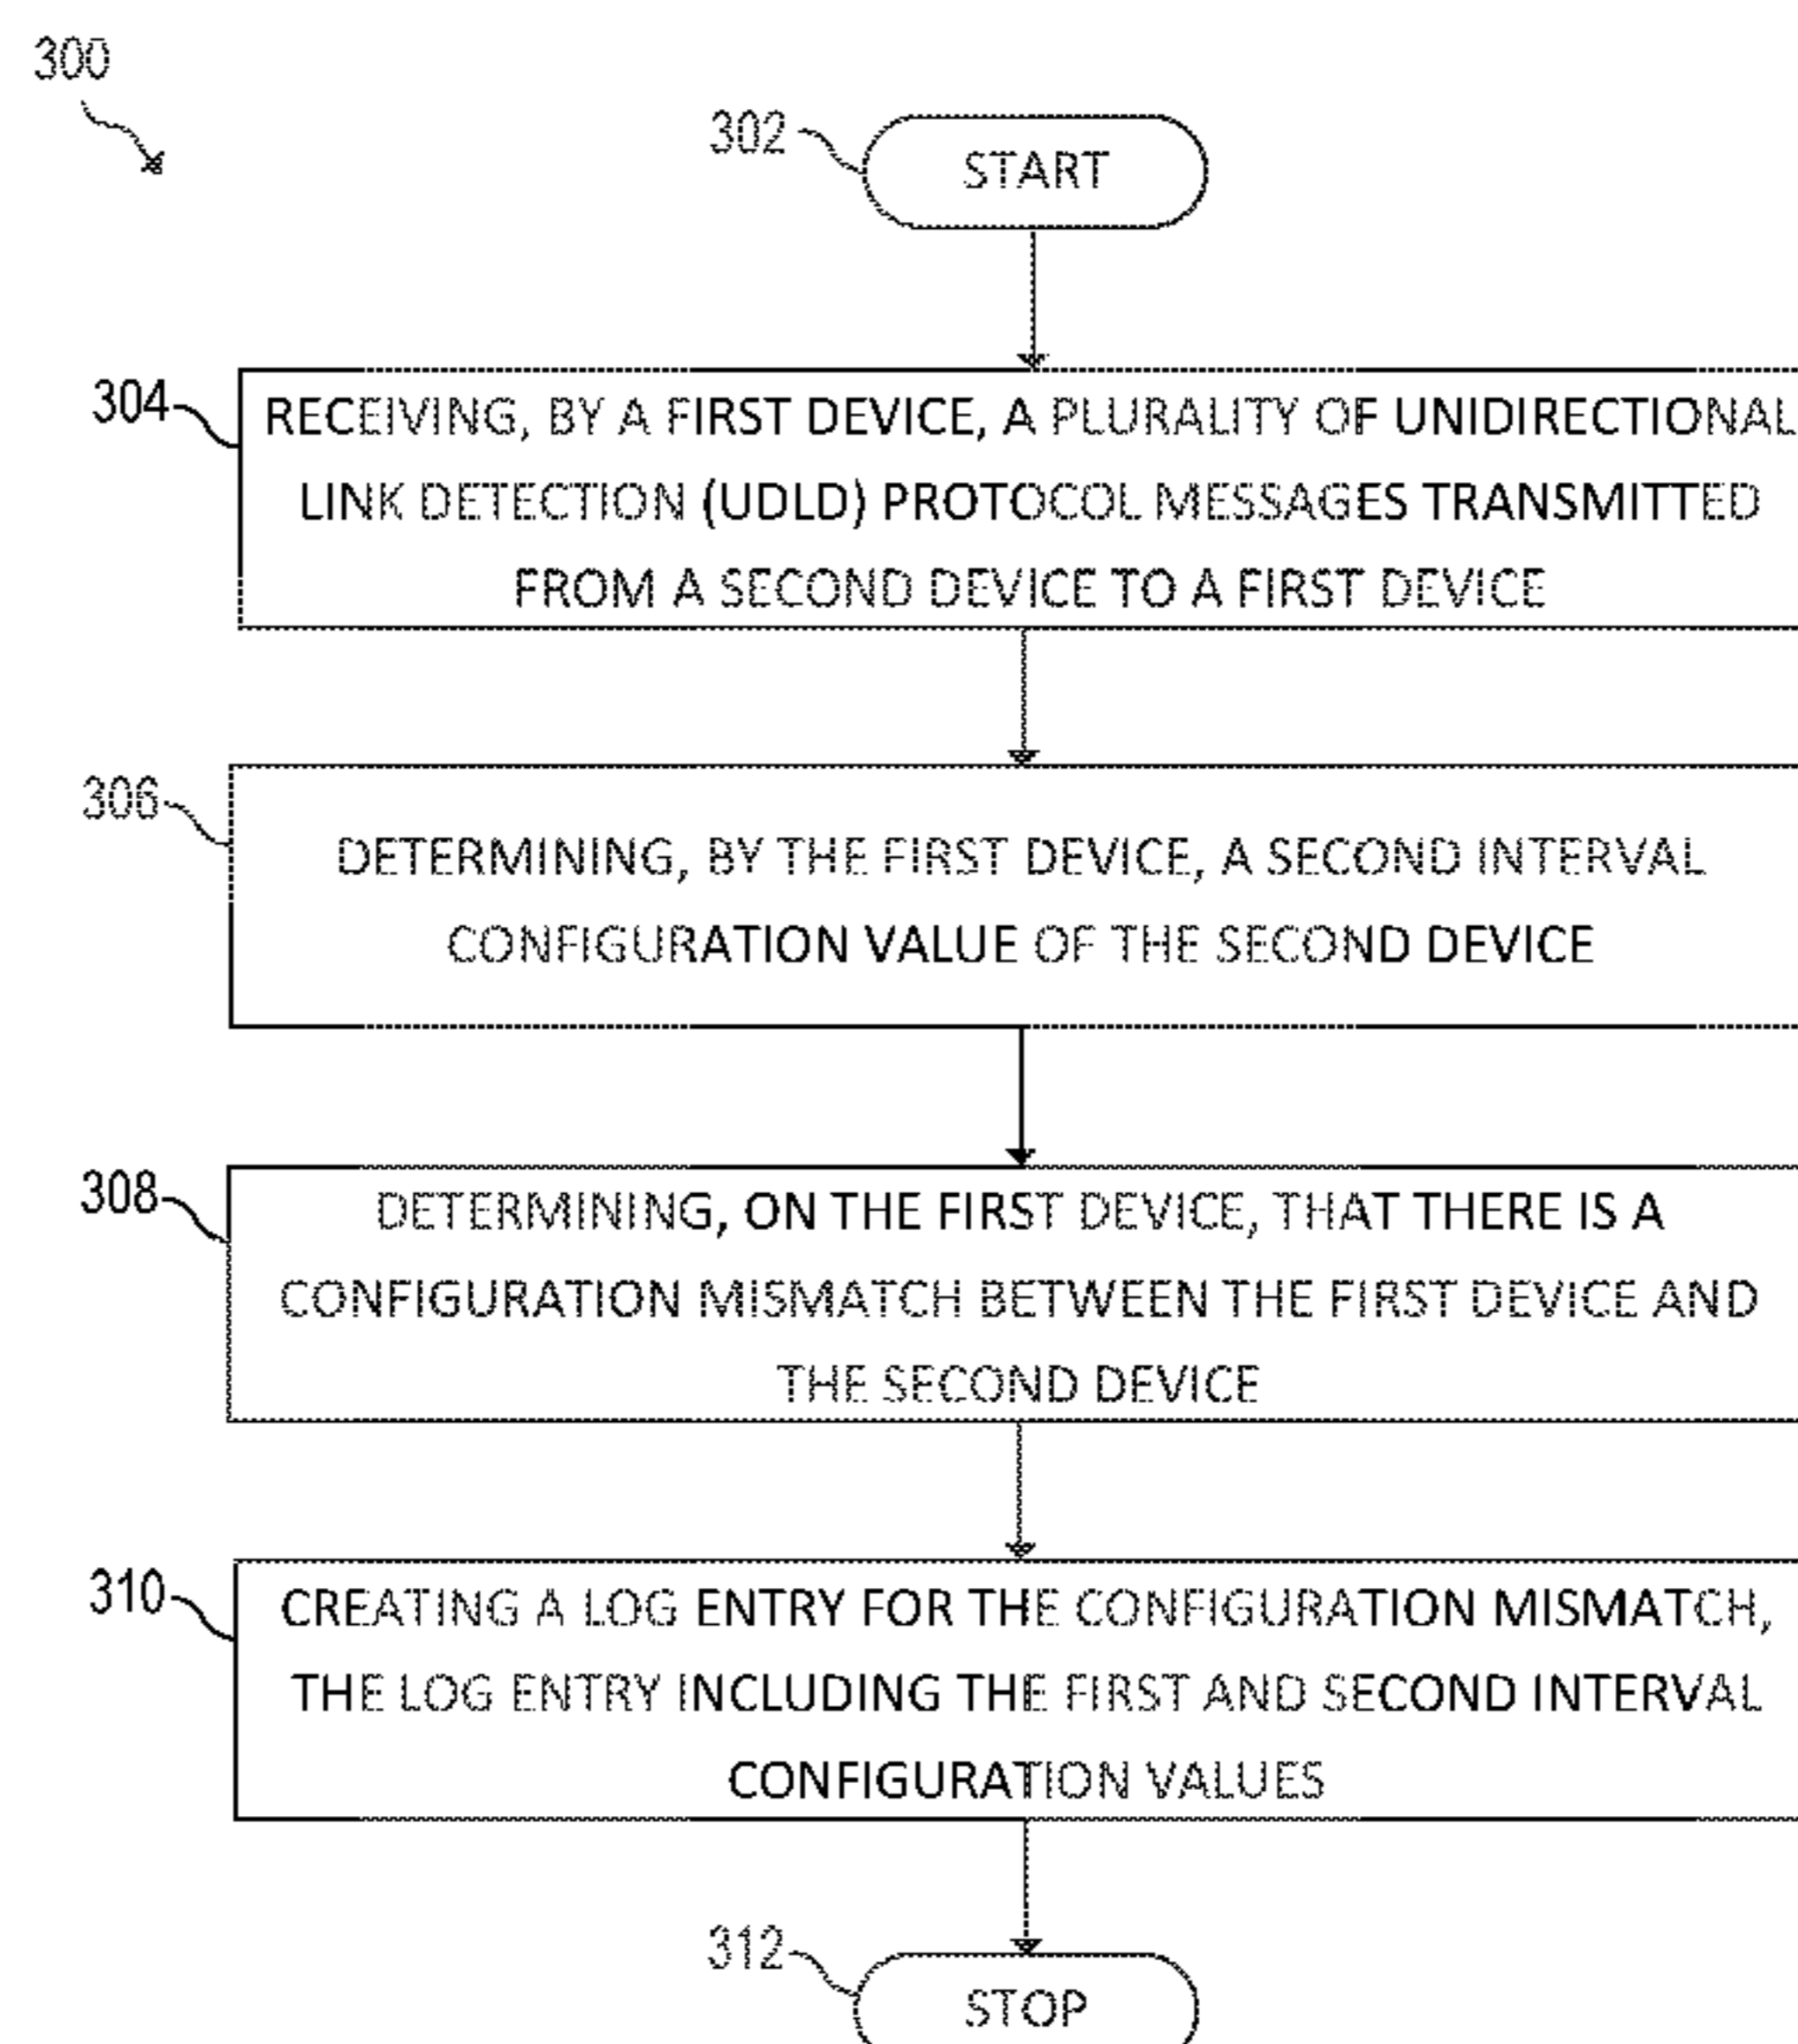 300
302
START
304
RECEIVING, BY A FIRST DEVICE, A PLURALITY OF UNIDIRECTIONAL
LINK DETECTION (UDLD) PROTOCOL MESSAGES TRANSMITTED
FROM A SECOND DEVICE TO A FIRST DEVICE
306
DETERMINING, BY THE FIRST DEVICE, A SECOND INTERVAL
CONFIGURATION VALUE OF THE SECOND DEVICE
308
DETERMINING, ON THE FIRST DEVICE, THAT THERE IS A
CONFIGURATION MISMATCH BETWEEN THE FIRST DEVICE AND
THE SECOND DEVICE
310
CREATING A LOG ENTRY FOR THE CONFIGURATION MISMATCH,
THE LOG ENTRY INCLUDING THE FIRST AND SECOND INTERVAL
CONFIGURATION VALUES
312
STOP